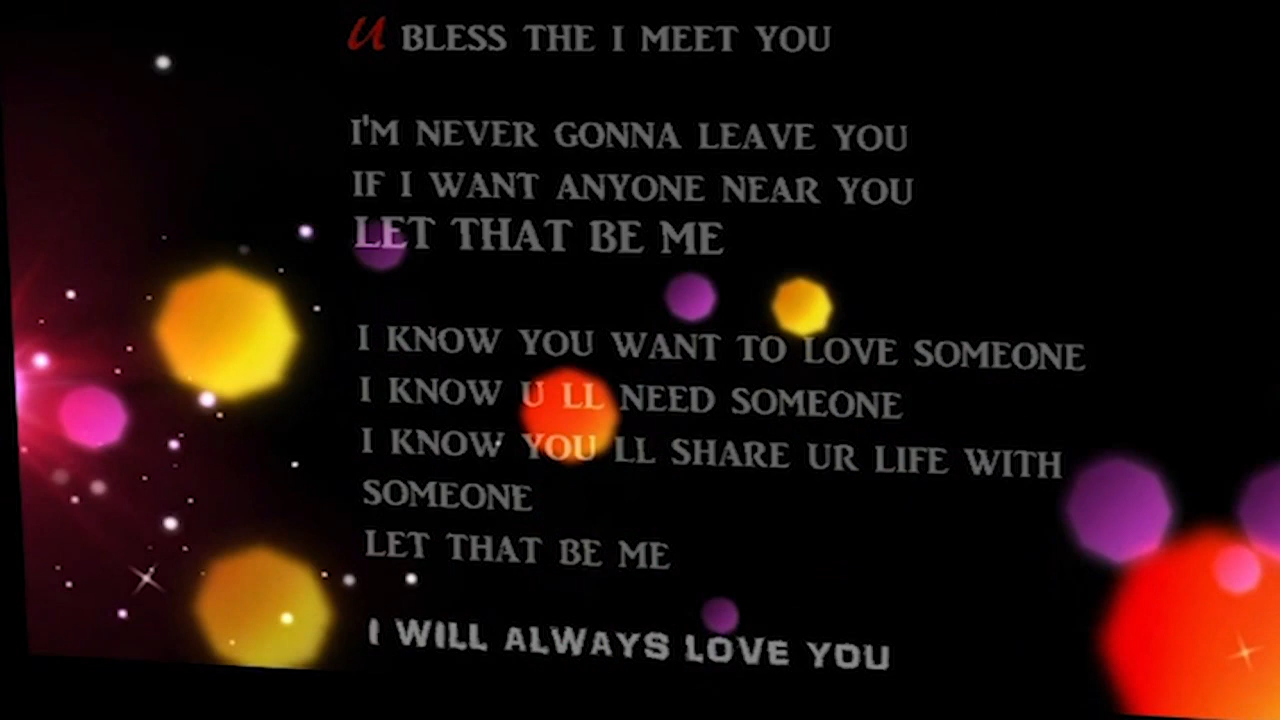 U BLESS THE I MEET YOU
I'M NEVER GONNA LEAVE YOU
IF I WANT ANYONE NEAR YOU
LET THAT BE ME
I KNOW YOU WANT TO LOVE SOMEONE
I KNOW U LL NEED SOMEONE
I KNOW YOU LL SHARE UR LIFE WITH
SOMEONE
LET THAT BE ME
I WILL ALWAYS LOVE YOU